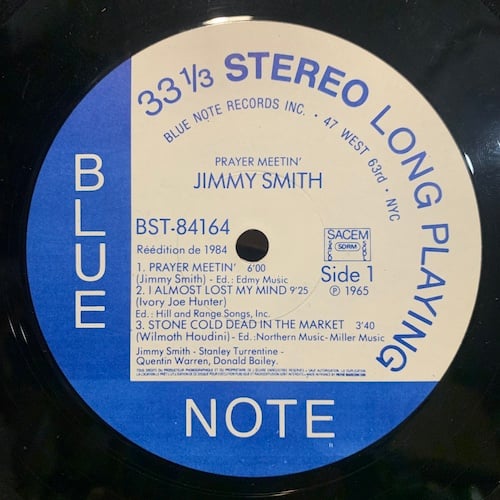 33 1/3 STEREO LONG PLAYING
BLUE NOTE RECORDS INC. · 47 WEST 63rd · NYC
PRAYER MEETIN'
JIMMY SMITH
BST-84164
Réédition de 1984
SACEM
SDRM
Side 1
℗ 1965
1. PRAYER MEETIN' 6'00
(Jimmy Smith) - Ed.: Edmy Music
2. I ALMOST LOST MY MIND 9'25
(Ivory Joe Hunter)
Ed.: Hill and Range Songs, Inc.
3. STONE COLD DEAD IN THE MARKET 3'40
(Wilmoth Houdini) - Ed.: Northern Music - Miller Music
Jimmy Smith - Stanley Turrentine -
Quentin Warren, Donald Bailey.
BLUE
NOTE